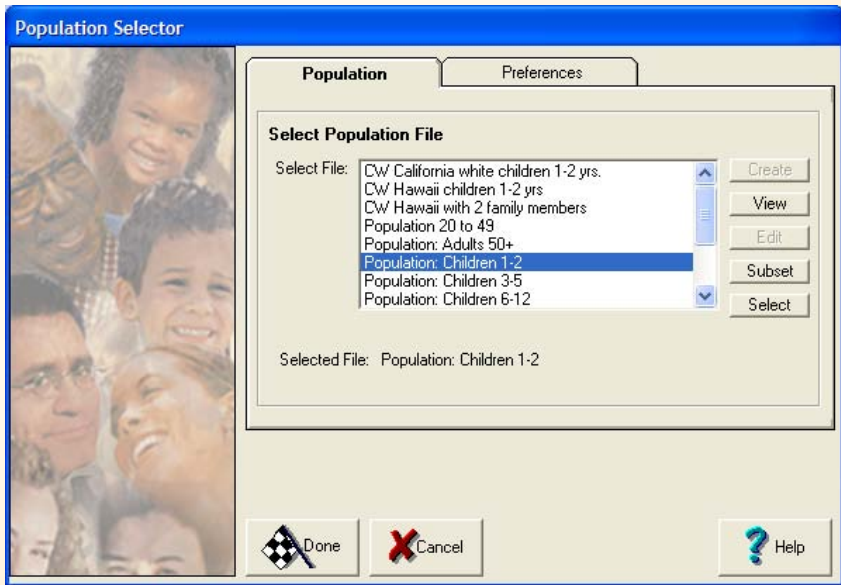 Population Selector
Population
Preferences
Select Population File
Select File:
CW California white children 1-2 yrs.
CW Hawaii children 1-2 yrs
CW Hawaii with 2 family members
Population 20 to 49
Population: Adults 50+
Population: Children 1-2
Population: Children 3-5
Population: Children 6-12
Create
View
Edit
Subset
Select
Selected File: Population: Children 1-2
Done
Cancel
Help